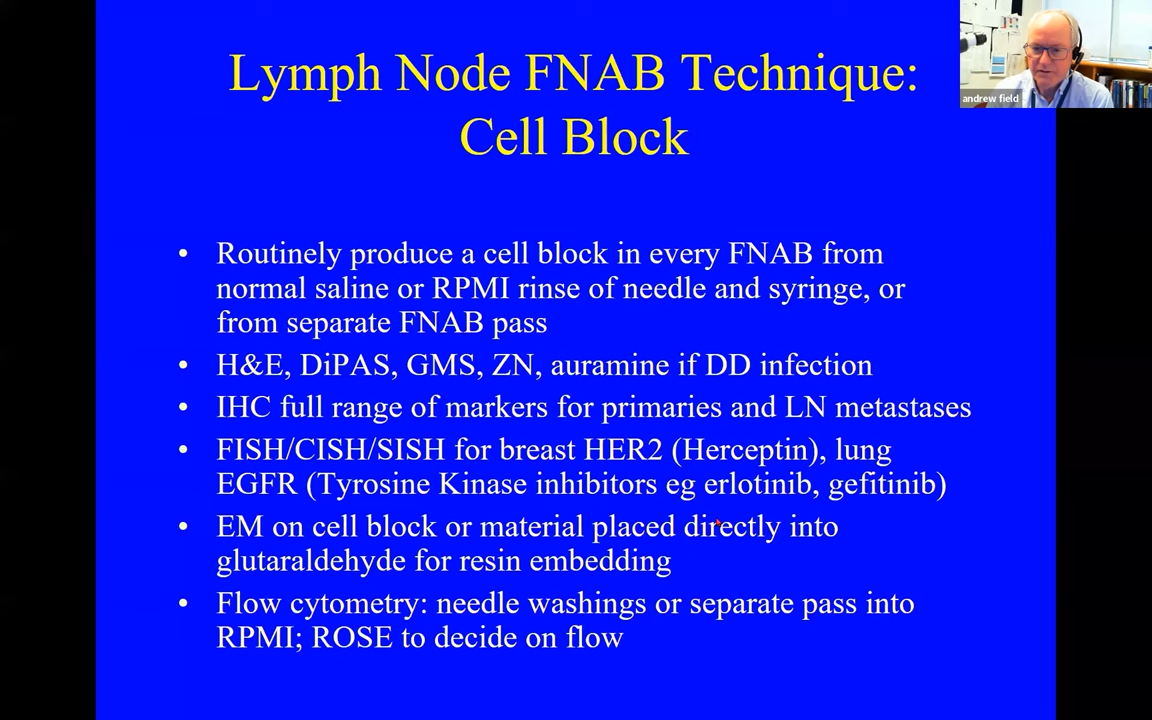 Lymph Node FNAB Technique:
Cell Block
andrew field
• Routinely produce a cell block in every FNAB from
normal saline or RPMI rinse of needle and syringe, or
from separate FNAB pass
• H&E, DiPAS, GMS, ZN, auramine if DD infection
• IHC full range of markers for primaries and LN metastases
• FISH/CISH/SISH for breast HER2 (Herceptin), lung
EGFR (Tyrosine Kinase inhibitors eg erlotinib, gefitinib)
• EM on cell block or material placed directly into
glutaraldehyde for resin embedding
• Flow cytometry: needle washings or separate pass into
RPMI; ROSE to decide on flow